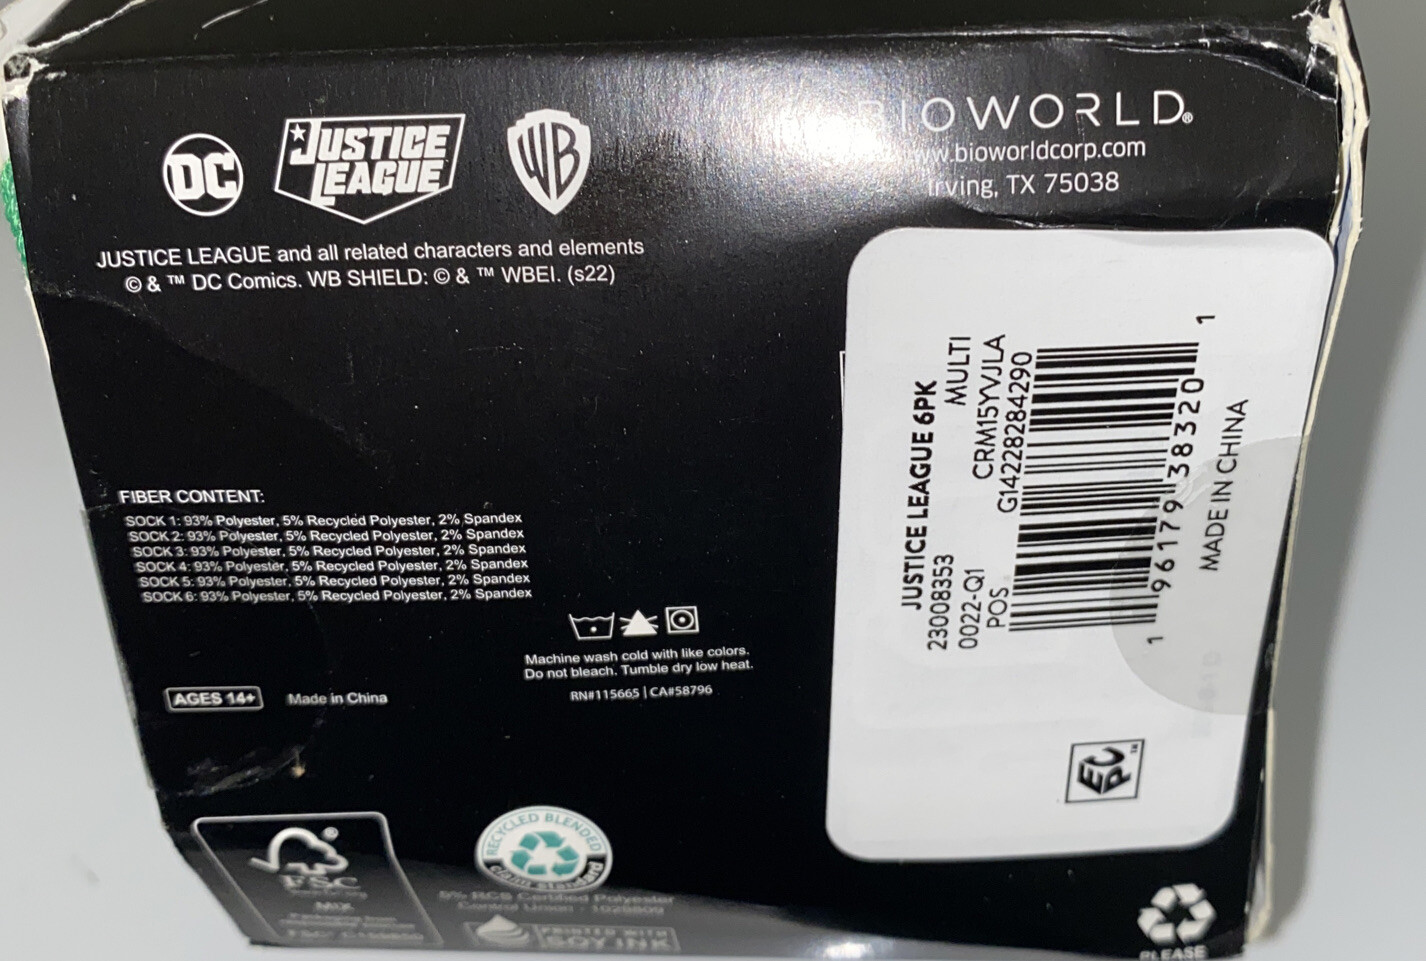 DC
JUSTICE
LEAGUE
WB
BIOWORLD®
www.bioworldcorp.com
Irving, TX 75038
JUSTICE LEAGUE and all related characters and elements
© & ™ DC Comics. WB SHIELD: © & ™ WBEI. (s22)
JUSTICE LEAGUE 6PK
23008353 MULTI
0022-Q1 CRM15YVJLA
POS G14228284290
1 96179 38320 1
MADE IN CHINA
EPC™
FIBER CONTENT:
SOCK 1: 93% Polyester, 5% Recycled Polyester, 2% Spandex
SOCK 2: 93% Polyester, 5% Recycled Polyester, 2% Spandex
SOCK 3: 93% Polyester, 5% Recycled Polyester, 2% Spandex
SOCK 4: 93% Polyester, 5% Recycled Polyester, 2% Spandex
SOCK 5: 93% Polyester, 5% Recycled Polyester, 2% Spandex
SOCK 6: 93% Polyester, 5% Recycled Polyester, 2% Spandex
Machine wash cold with like colors.
Do not bleach. Tumble dry low heat.
RN#115665 | CA#58796
AGES 14+ Made in China
FSC
MIX
RECYCLED BLENDED
claim standard
5% RCS Certified Polyester
Control Union - 
PRINTED WITH
SOY INK
PLEASE